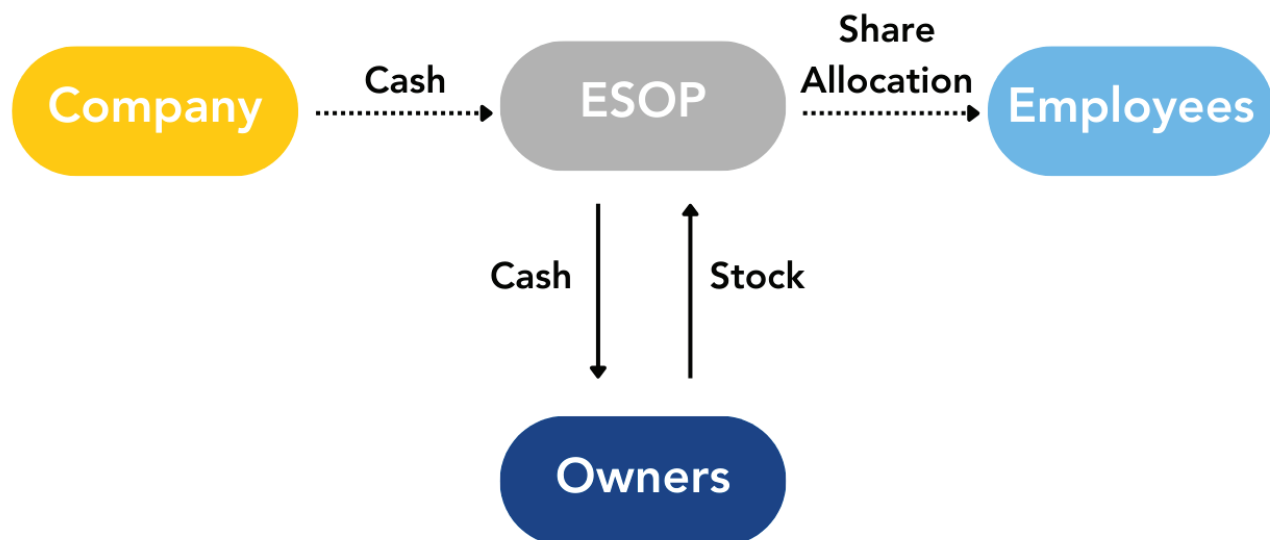 Company
Cash
ESOP
Share
Allocation
Employees
Cash
Stock
Owners